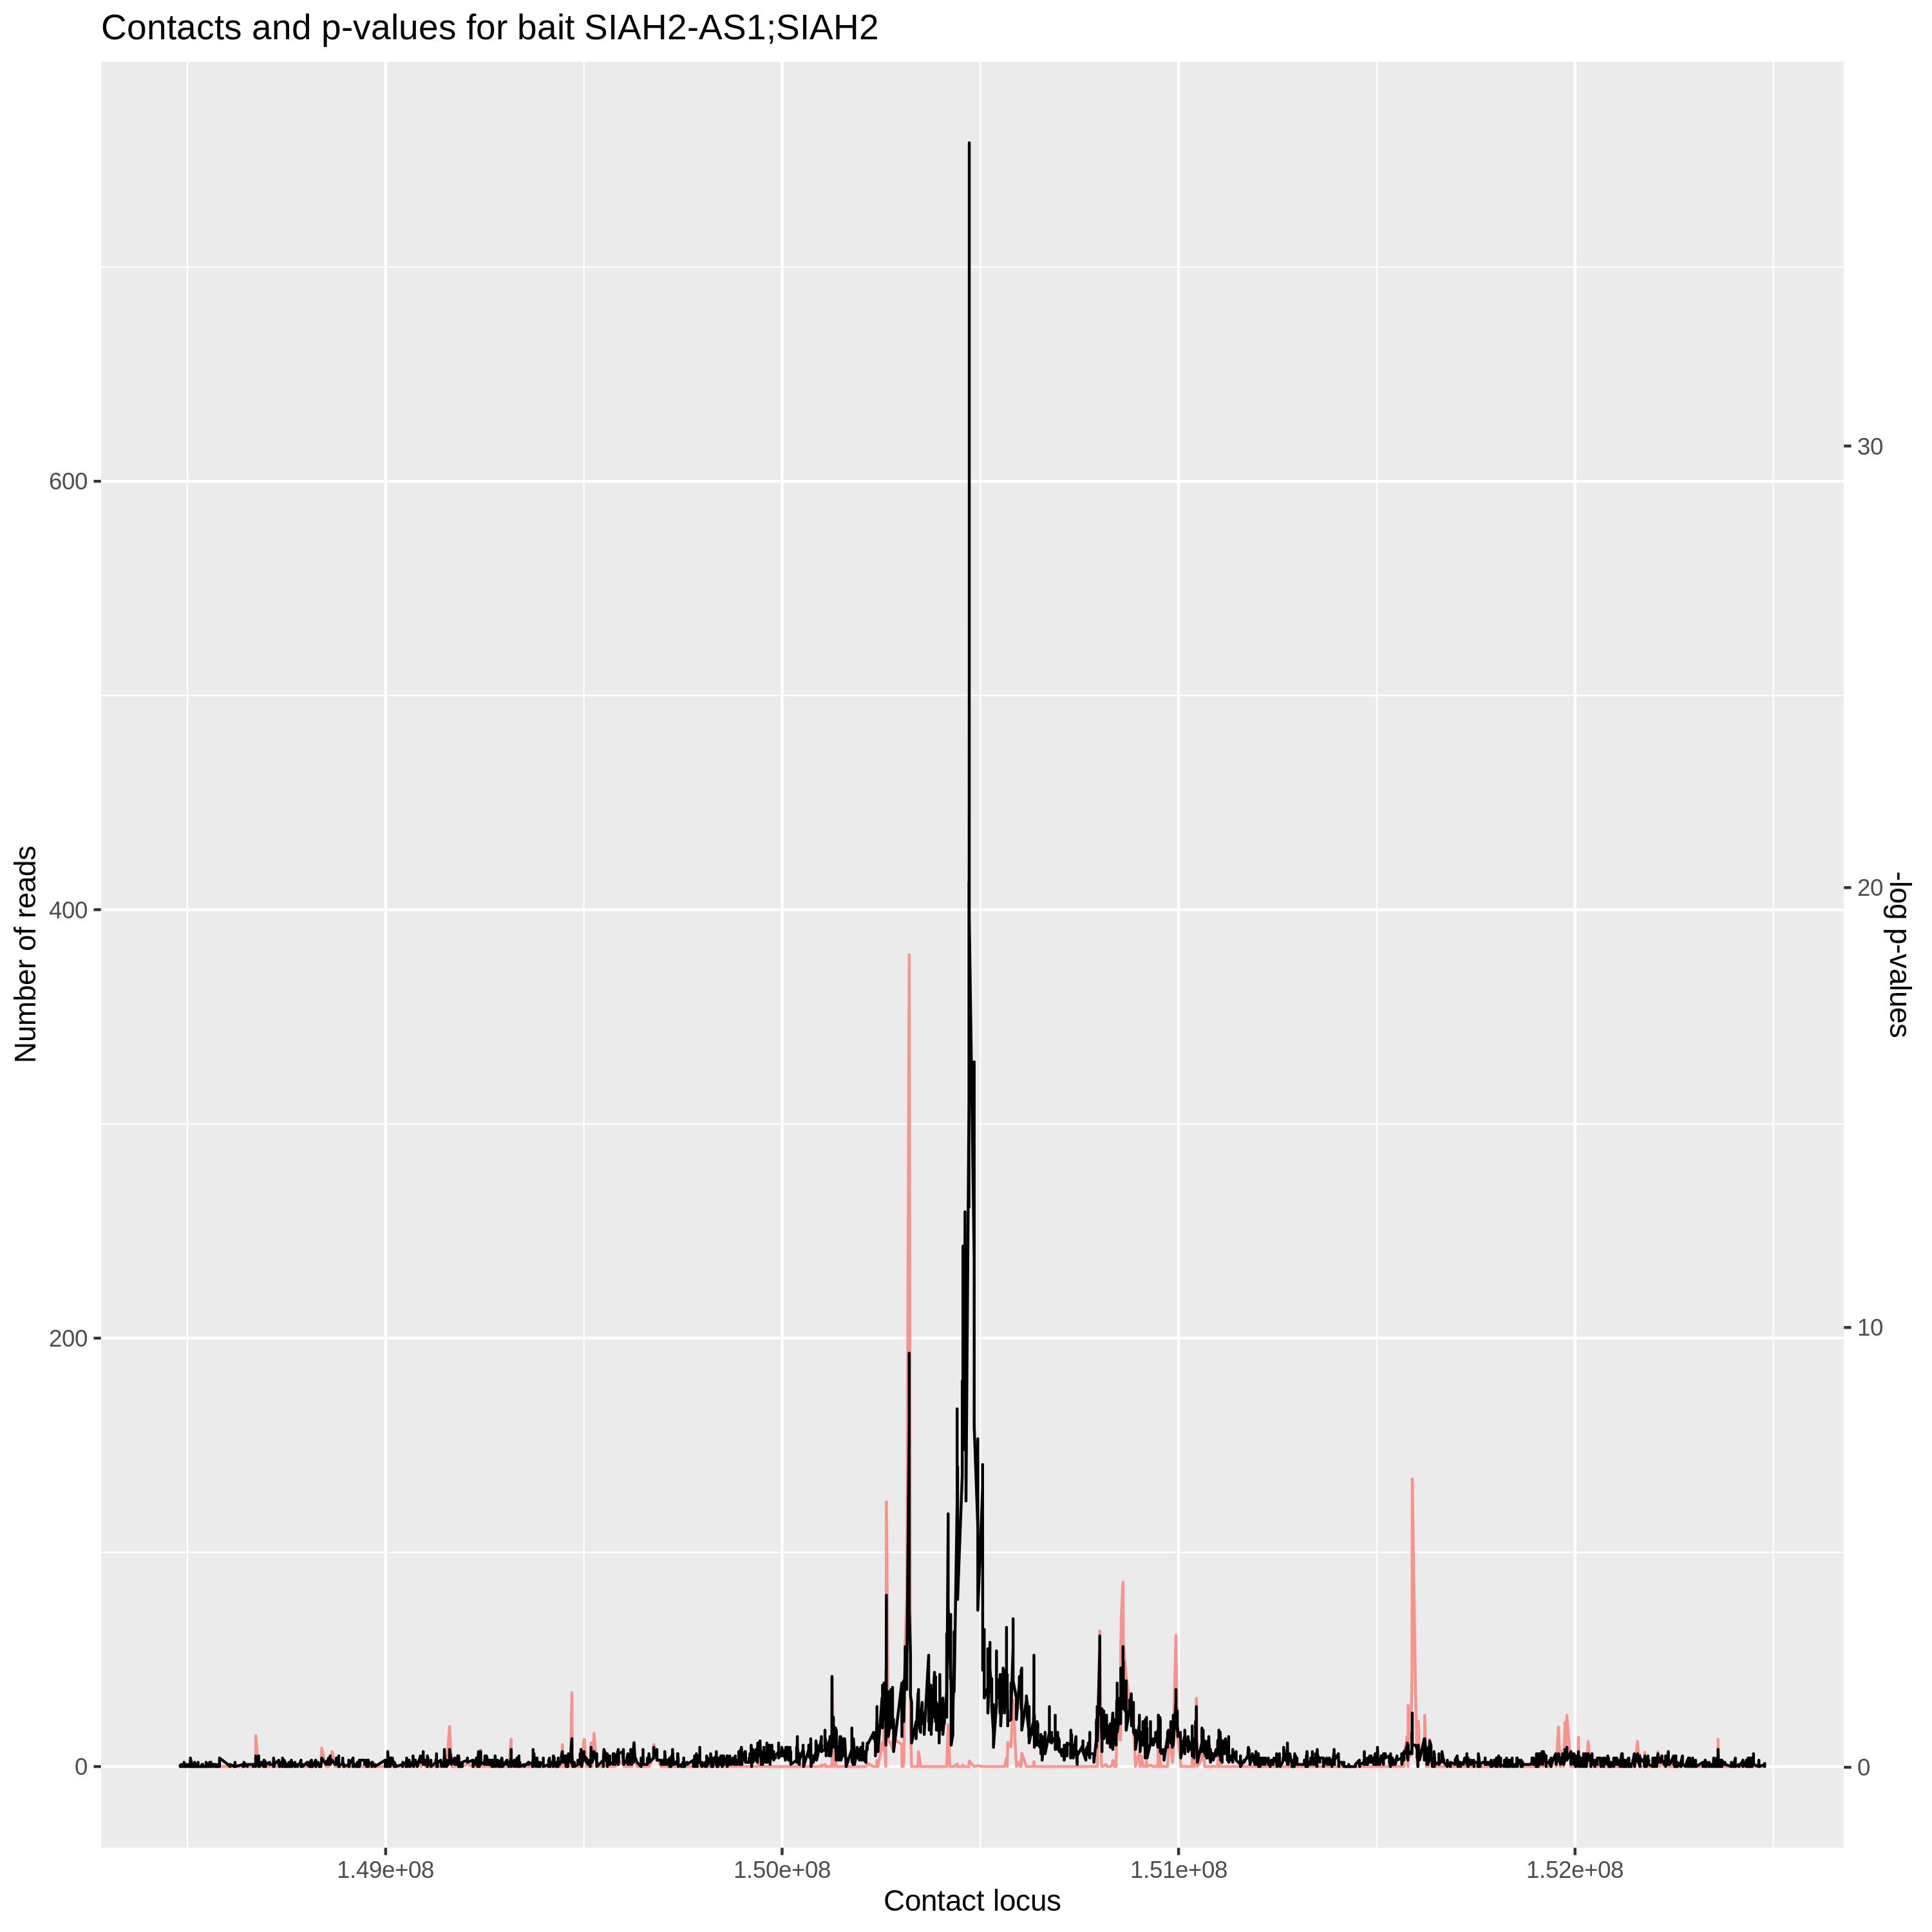 Contacts and p-values for bait SIAH2-AS1;SIAH2
600
400
200
0
Number of reads
30
20
10
0
-log p-values
1.49e+08
1.50e+08
1.51e+08
1.52e+08
Contact locus